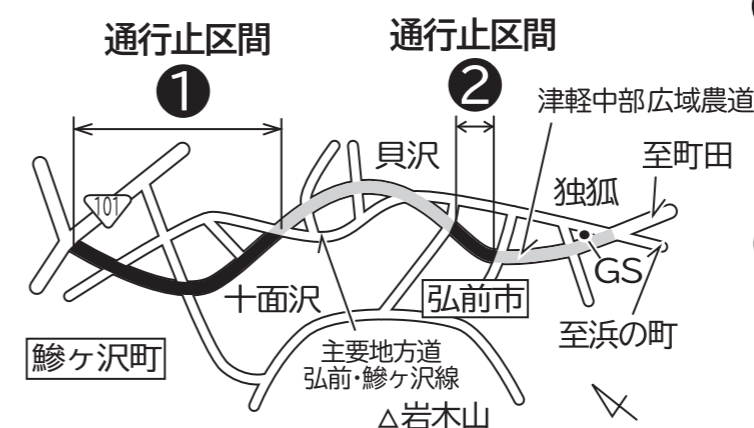 通行止区間
❶
通行止区間
❷
津軽中部広域農道
貝沢
至町田
独狐
101
GS
十面沢
弘前市
至浜の町
鰺ヶ沢町
主要地方道
弘前・鰺ヶ沢線
△岩木山